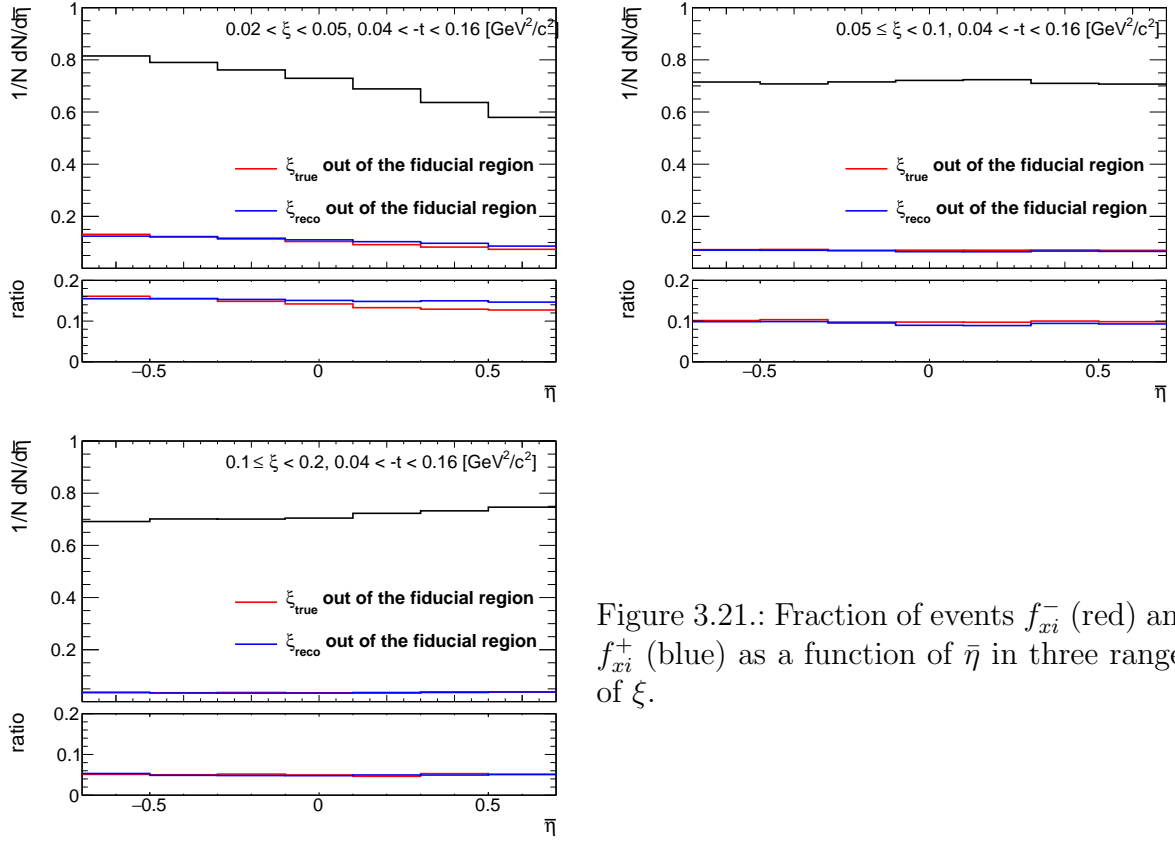 0.02 < ξ < 0.05, 0.04 < -t < 0.16 [GeV²/c²]
1/N dN/dη̅
1
0.8
0.6
0.4
0.2
ξtrue out of the fiducial region
ξreco out of the fiducial region
ratio
0.2
0.1
0
−0.5 0 0.5
η̅
0.05 ≤ ξ < 0.1, 0.04 < -t < 0.16 [GeV²/c²]
1/N dN/dη̅
1
0.8
0.6
0.4
0.2
ξtrue out of the fiducial region
ξreco out of the fiducial region
ratio
0.2
0.1
0
−0.5 0 0.5
η̅
0.1 ≤ ξ < 0.2, 0.04 < -t < 0.16 [GeV²/c²]
1/N dN/dη̅
1
0.8
0.6
0.4
0.2
ξtrue out of the fiducial region
ξreco out of the fiducial region
ratio
0.2
0.1
0
−0.5 0 0.5
η̅
Figure 3.21.: Fraction of events f⁻xi (red) an
f⁺xi (blue) as a function of η̄ in three range
of ξ.